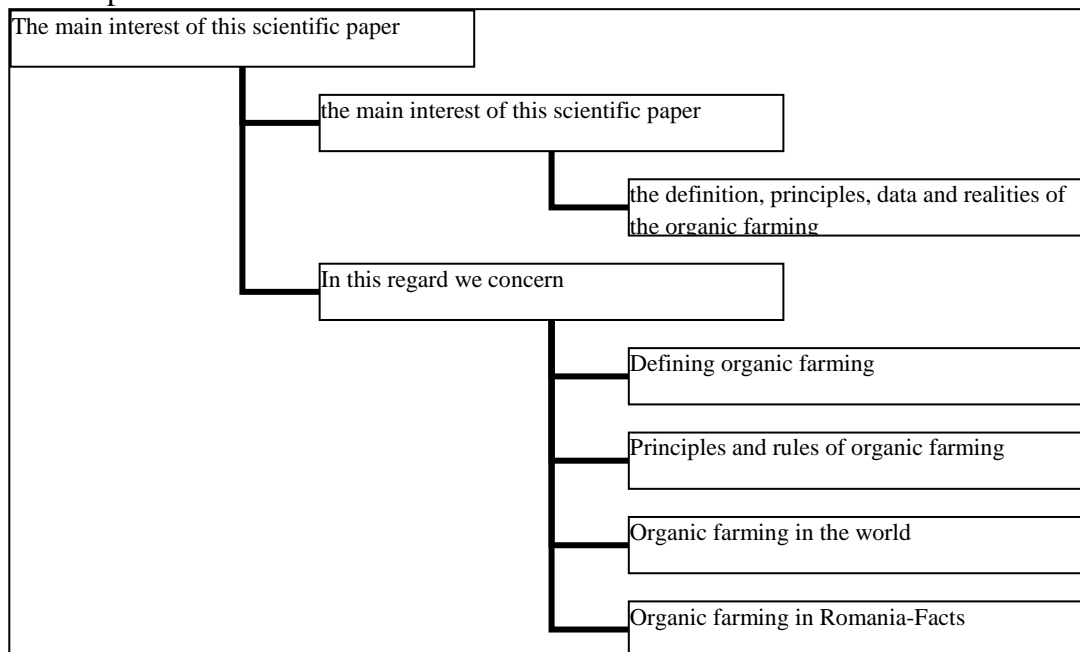 The main interest of this scientific paper
the main interest of this scientific paper
the definition, principles, data and realities of
the organic farming
In this regard we concern
Defining organic farming
Principles and rules of organic farming
Organic farming in the world
Organic farming in Romania-Facts